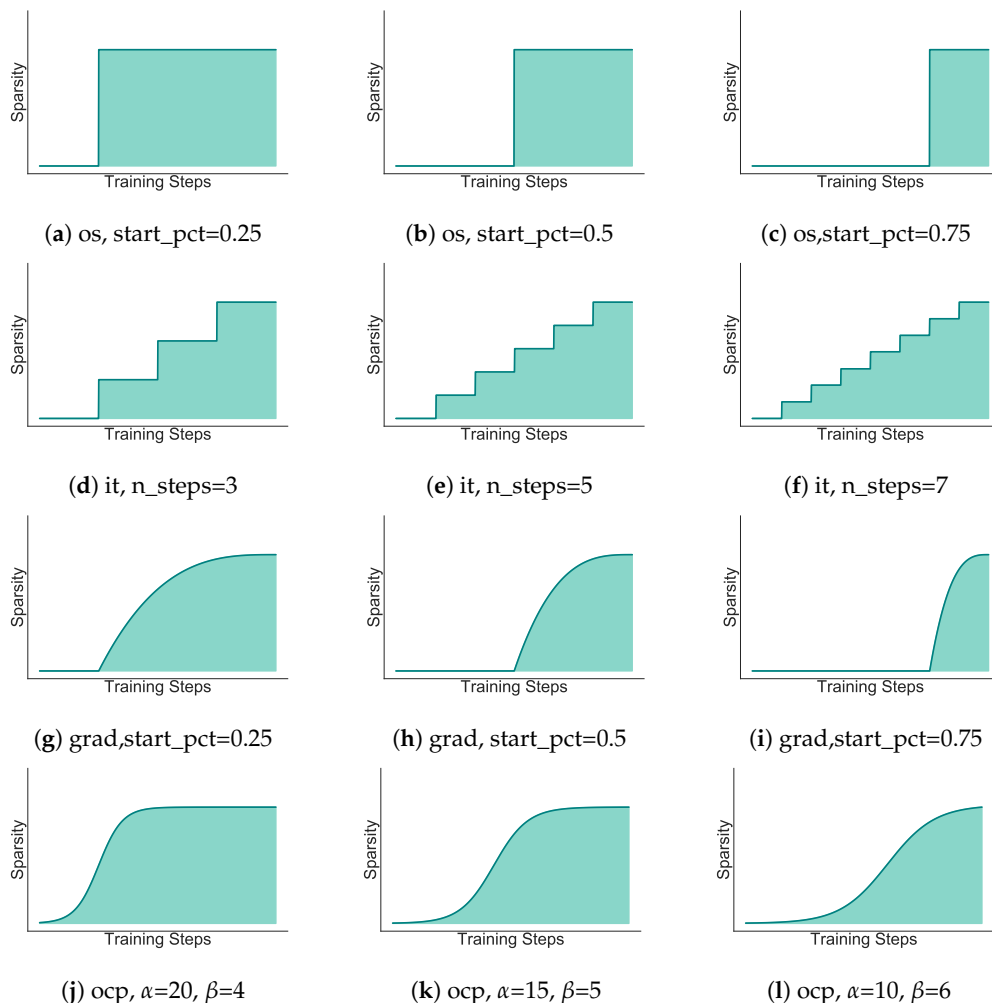 Sparsity
Training Steps
(a) os, start_pct=0.25
Sparsity
Training Steps
(b) os, start_pct=0.5
Sparsity
Training Steps
(c) os,start_pct=0.75
Sparsity
Training Steps
(d) it, n_steps=3
Sparsity
Training Steps
(e) it, n_steps=5
Sparsity
Training Steps
(f) it, n_steps=7
Sparsity
Training Steps
(g) grad,start_pct=0.25
Sparsity
Training Steps
(h) grad, start_pct=0.5
Sparsity
Training Steps
(i) grad,start_pct=0.75
Sparsity
Training Steps
(j) ocp, α=20, β=4
Sparsity
Training Steps
(k) ocp, α=15, β=5
Sparsity
Training Steps
(l) ocp, α=10, β=6